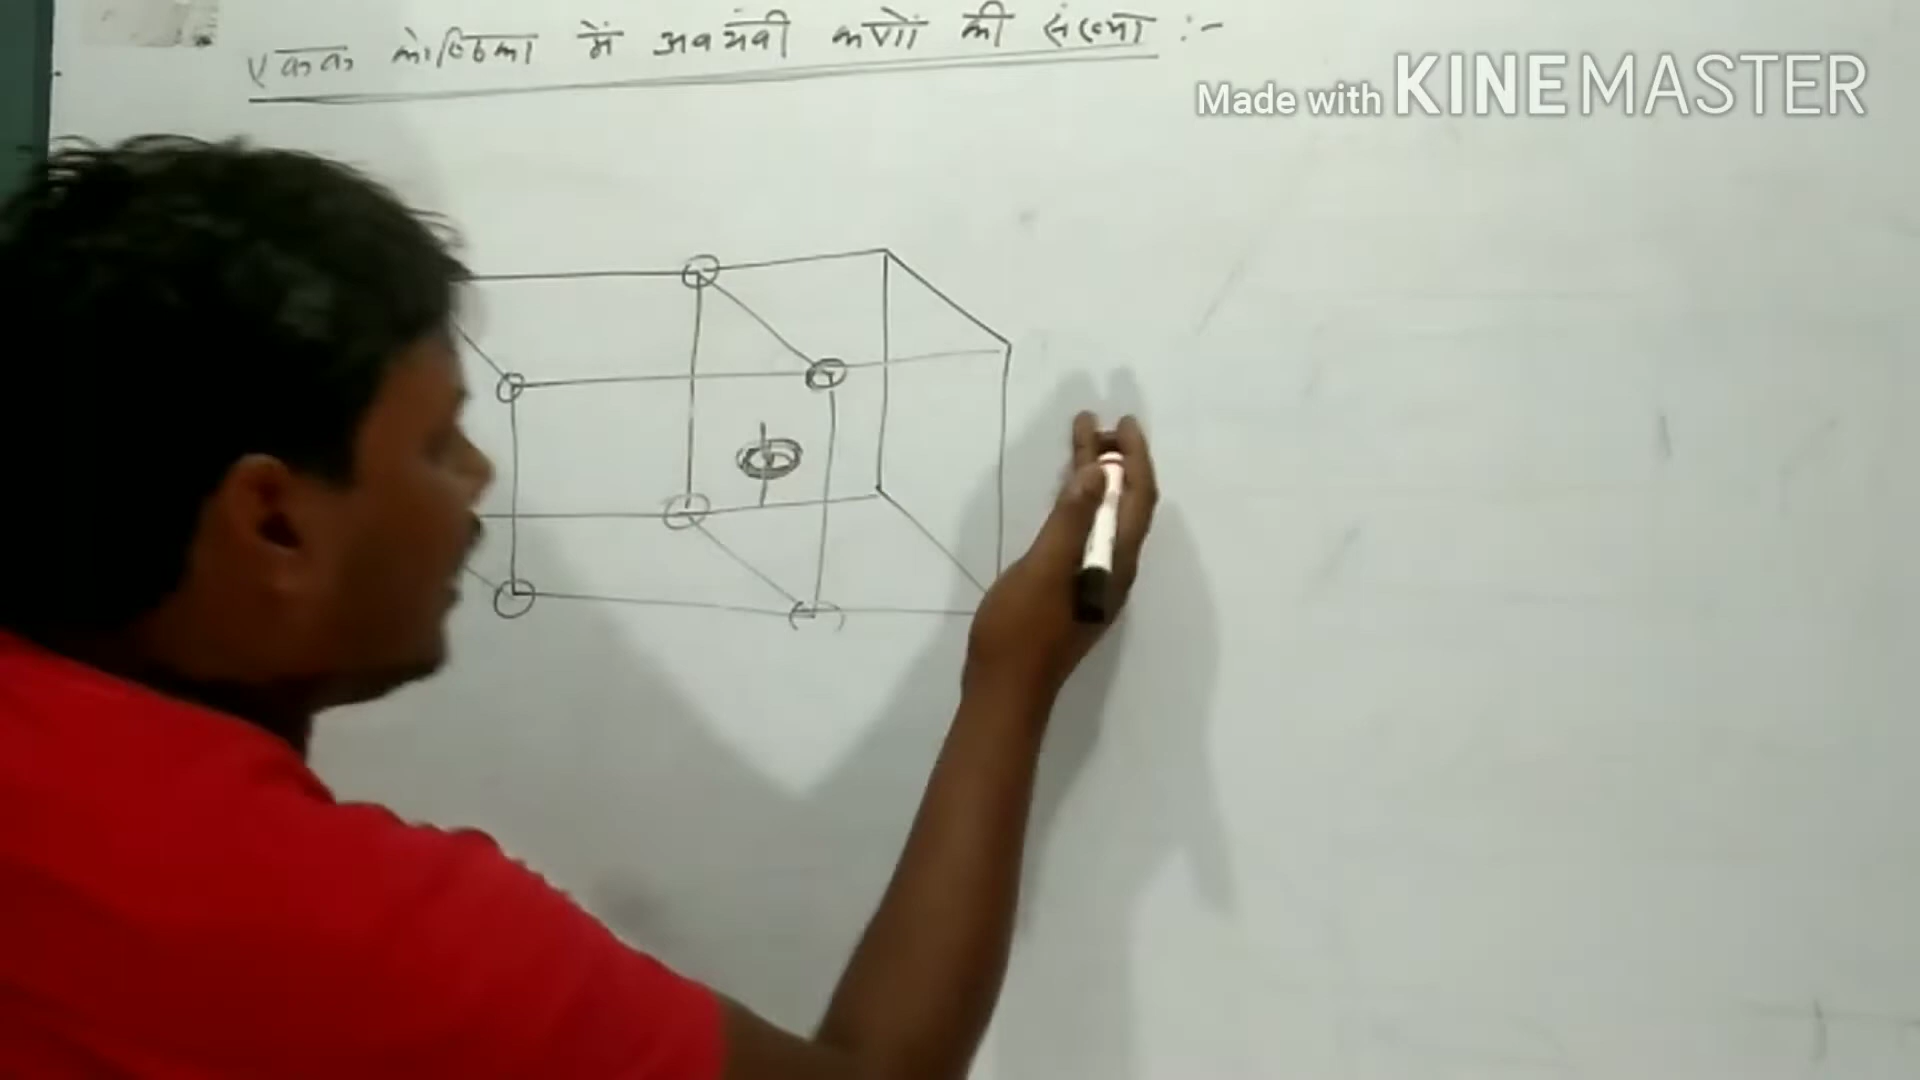 एकक कोष्ठिका में अवयवी कणों की संख्या :-
Made with KINEMASTER